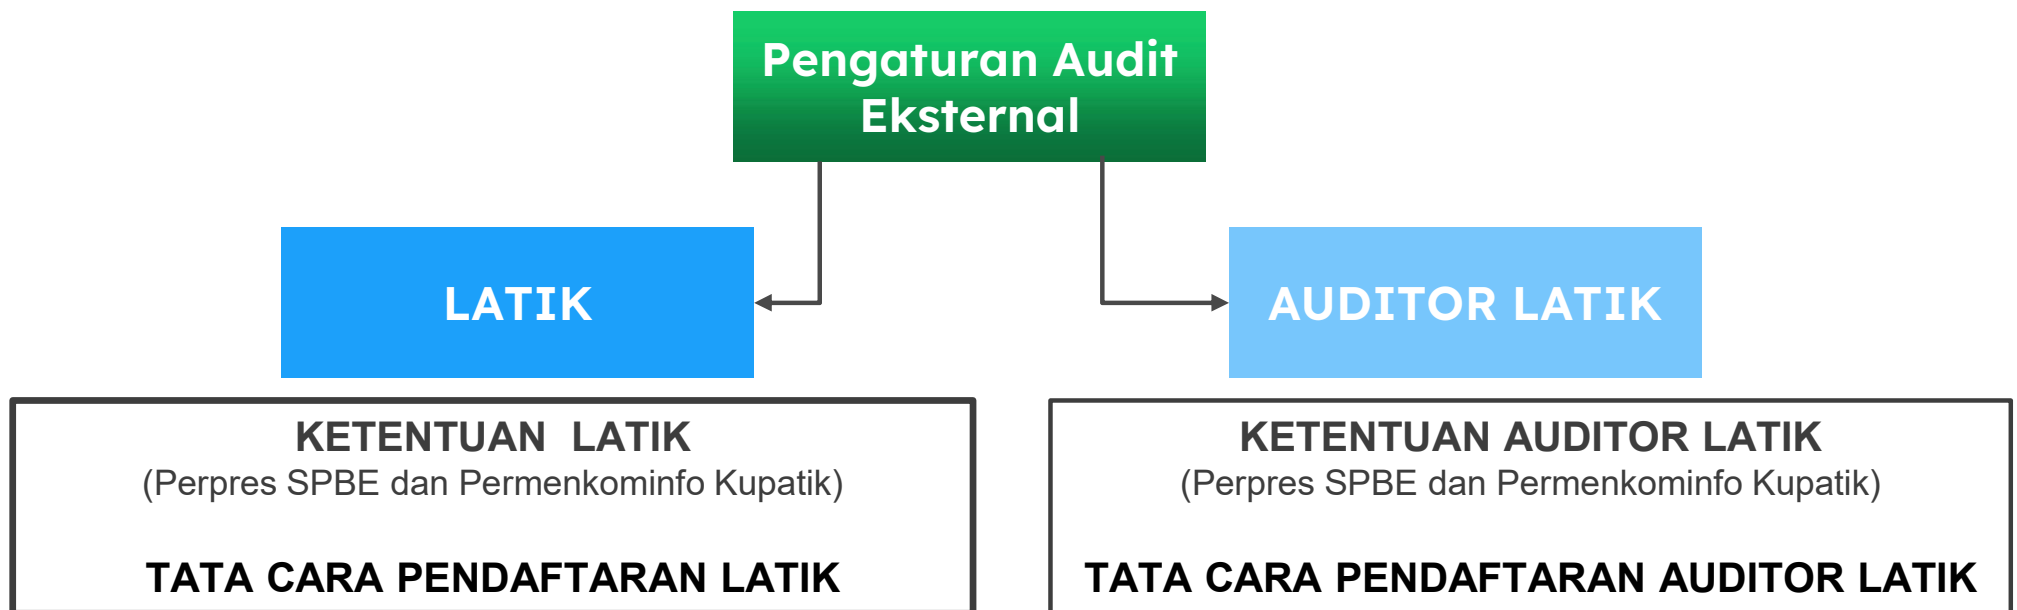 Pengaturan Audit
Eksternal
LATIK
AUDITOR LATIK
KETENTUAN LATIK
(Perpres SPBE dan Permenkominfo Kupatik)
TATA CARA PENDAFTARAN LATIK
KETENTUAN AUDITOR LATIK
(Perpres SPBE dan Permenkominfo Kupatik)
TATA CARA PENDAFTARAN AUDITOR LATIK